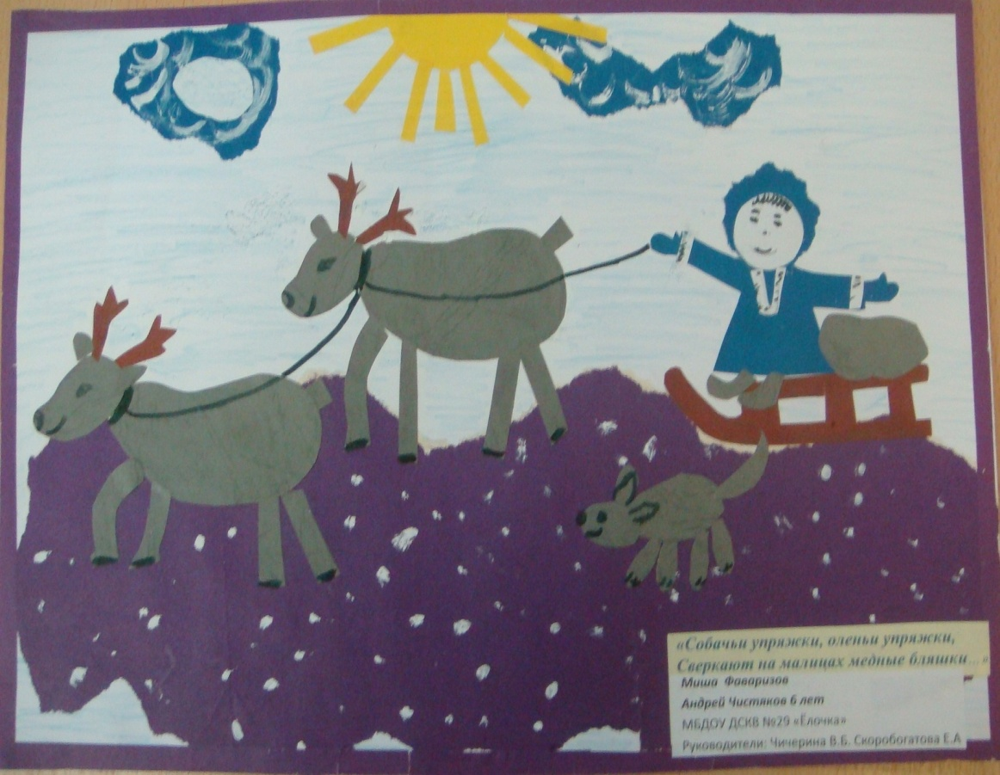 «Собачьи упряжки, оленьи упряжки,
Сверкают на малицах медные бляшки...»
Миша Фаваризов
Андрей Чистяков 6 лет
МБДОУ ДСКВ №29 «Ёлочка»
Руководители: Чичерина В.Б. Скоробогатова Е.А